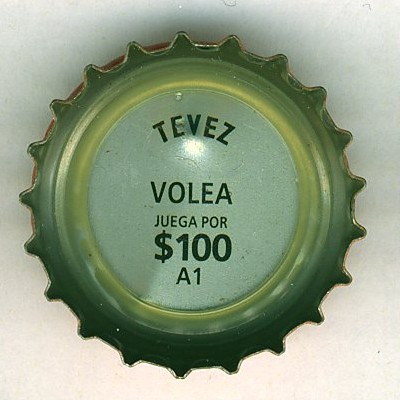 TEVEZ
VOLEA
JUEGA POR
$100
A1